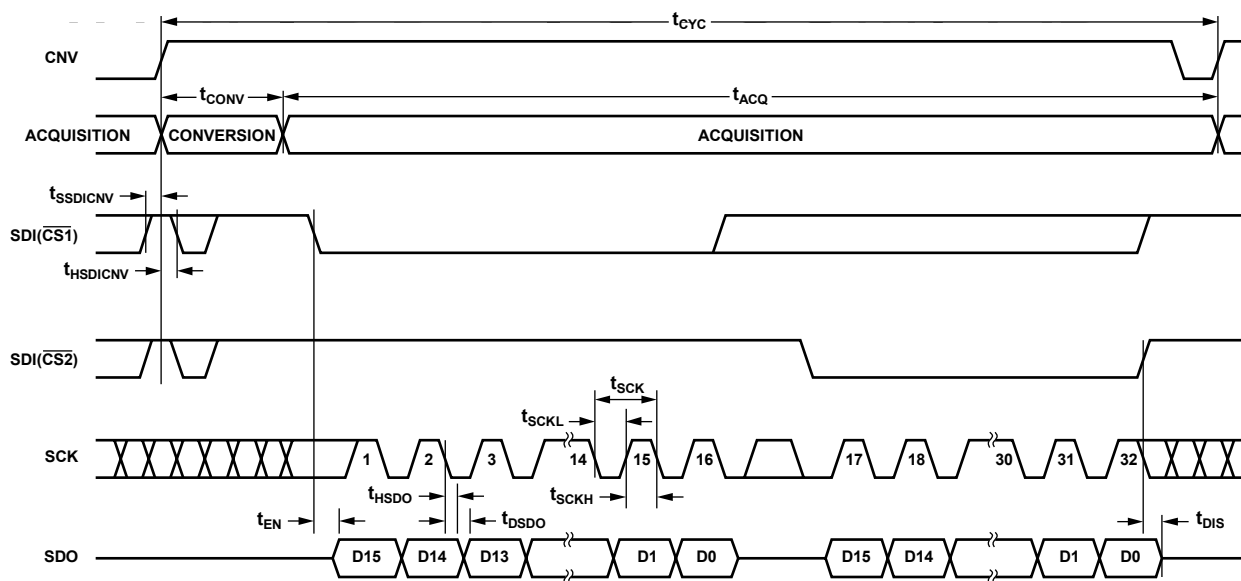 tCYC
CNV
tCONV tACQ
ACQUISITION CONVERSION ACQUISITION
tSSDICNV
SDI(CS1)
tHSDICNV
SDI(CS2)
tSCK
tSCKL
SCK 1 2 3 14 15 16 17 18 30 31 32
tHSDO tSCKH
tEN tDSDO tDIS
SDO D15 D14 D13 D1 D0 D15 D14 D1 D0